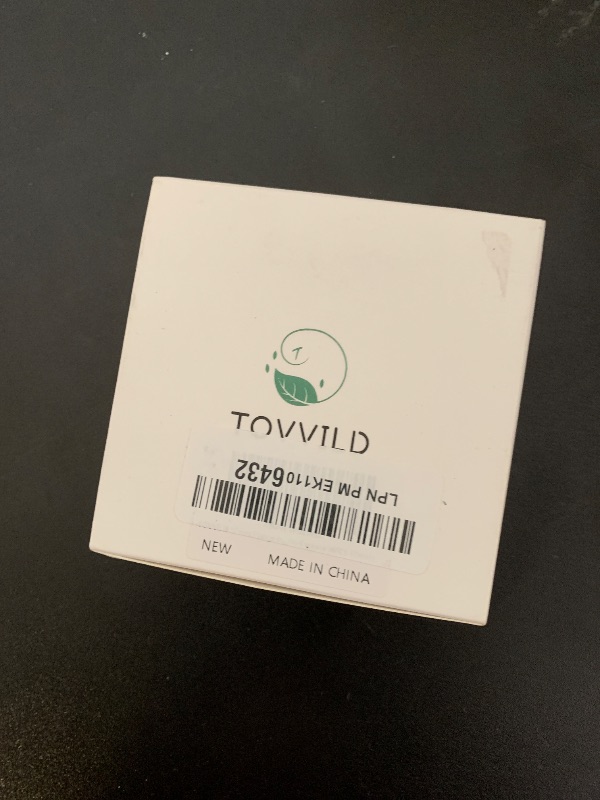 T
TOVVILD
LPN PM EK1106432
NEW MADE IN CHINA